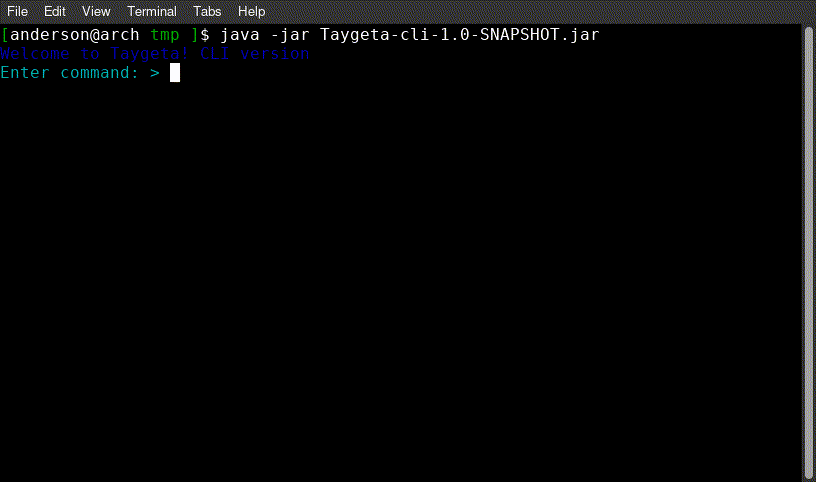 File Edit View Terminal Tabs Help
[anderson@arch tmp ]$ java -jar Taygeta-cli-1.0-SNAPSHOT.jar
Welcome to Taygeta! CLI version
Enter command: >